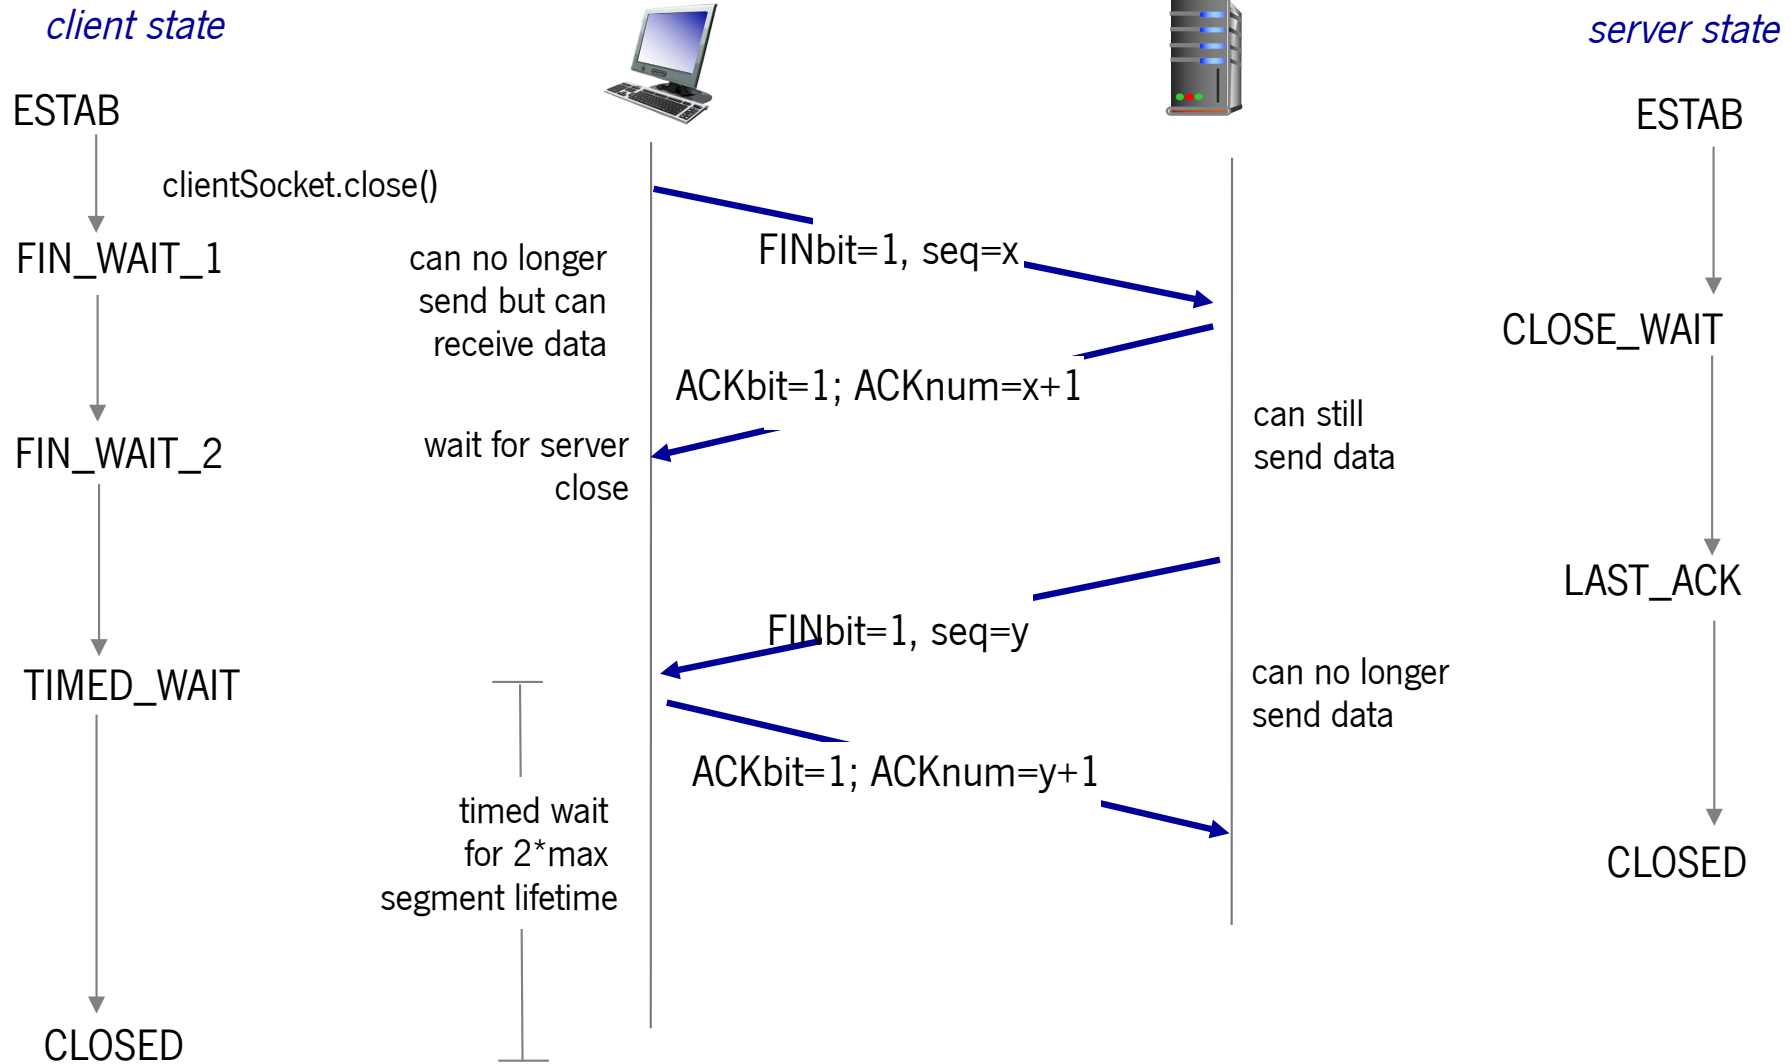 client state
server state
ESTAB
ESTAB
clientSocket.close()
FIN_WAIT_1
can no longer
send but can
receive data
FINbit=1, seq=x
CLOSE_WAIT
ACKbit=1; ACKnum=x+1
can still
send data
FIN_WAIT_2
wait for server
close
LAST_ACK
FINbit=1, seq=y
TIMED_WAIT
can no longer
send data
ACKbit=1; ACKnum=y+1
timed wait
for 2*max
segment lifetime
CLOSED
CLOSED